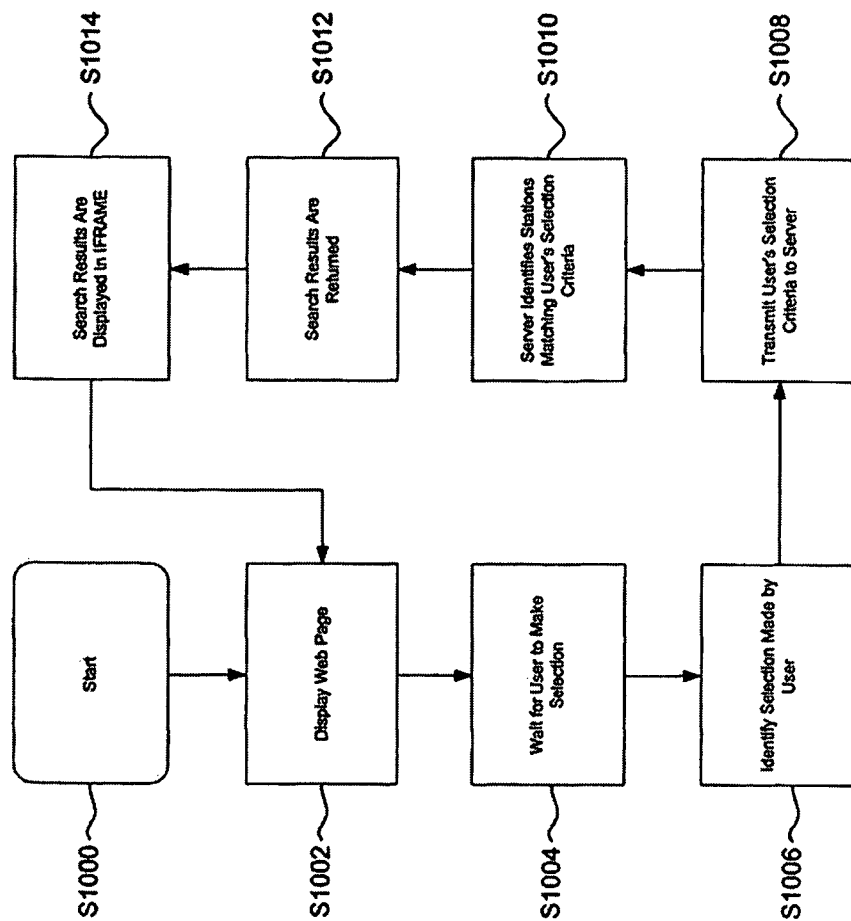 S1000
Start
S1002
Display Web Page
S1004
Wait for User to Make
Selection
S1006
Identify Selection Made by
User
S1008
Transmit User's Selection
Criteria to Server
S1010
Server Identifies Stations
Matching User's Selection
Criteria
S1012
Search Results Are
Returned
S1014
Search Results Are
Displayed in IFRAME